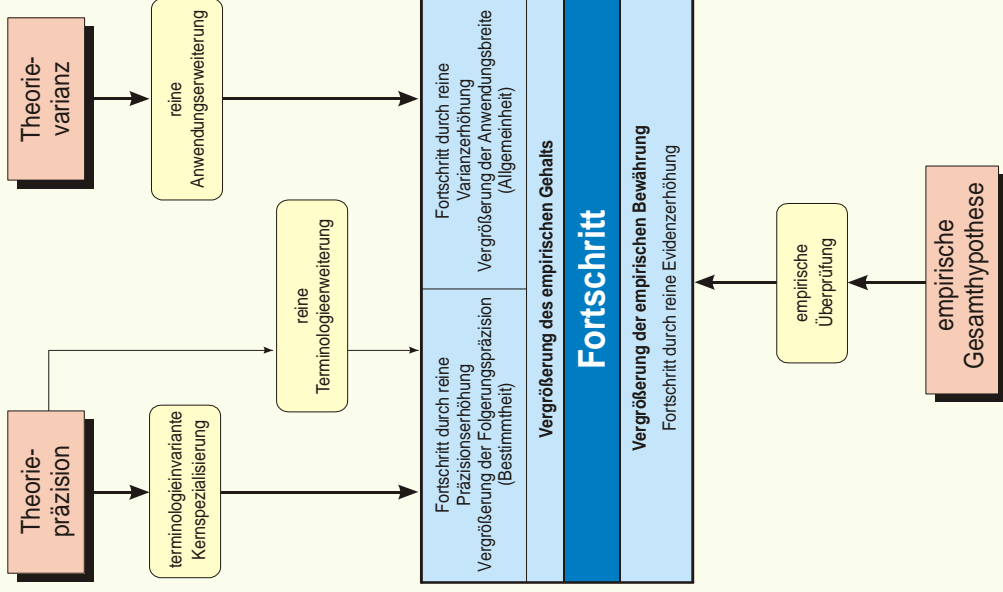 Theorie-
präzision
Theorie-
varianz
terminologieinvariante
Kernspezialisierung
reine
Terminologieerweiterung
reine
Anwendungserweiterung
Fortschritt durch reine
Präzisionserhöhung
Vergrößerung der Folgerungspräzision
(Bestimmtheit)
Fortschritt durch reine
Varianzerhöhung
Vergrößerung der Anwendungsbreite
(Allgemeinheit)
Vergrößerung des empirischen Gehalts
Fortschritt
Vergrößerung der empirischen Bewährung
Fortschritt durch reine Evidenzerhöhung
empirische
Überprüfung
empirische
Gesamthypothese